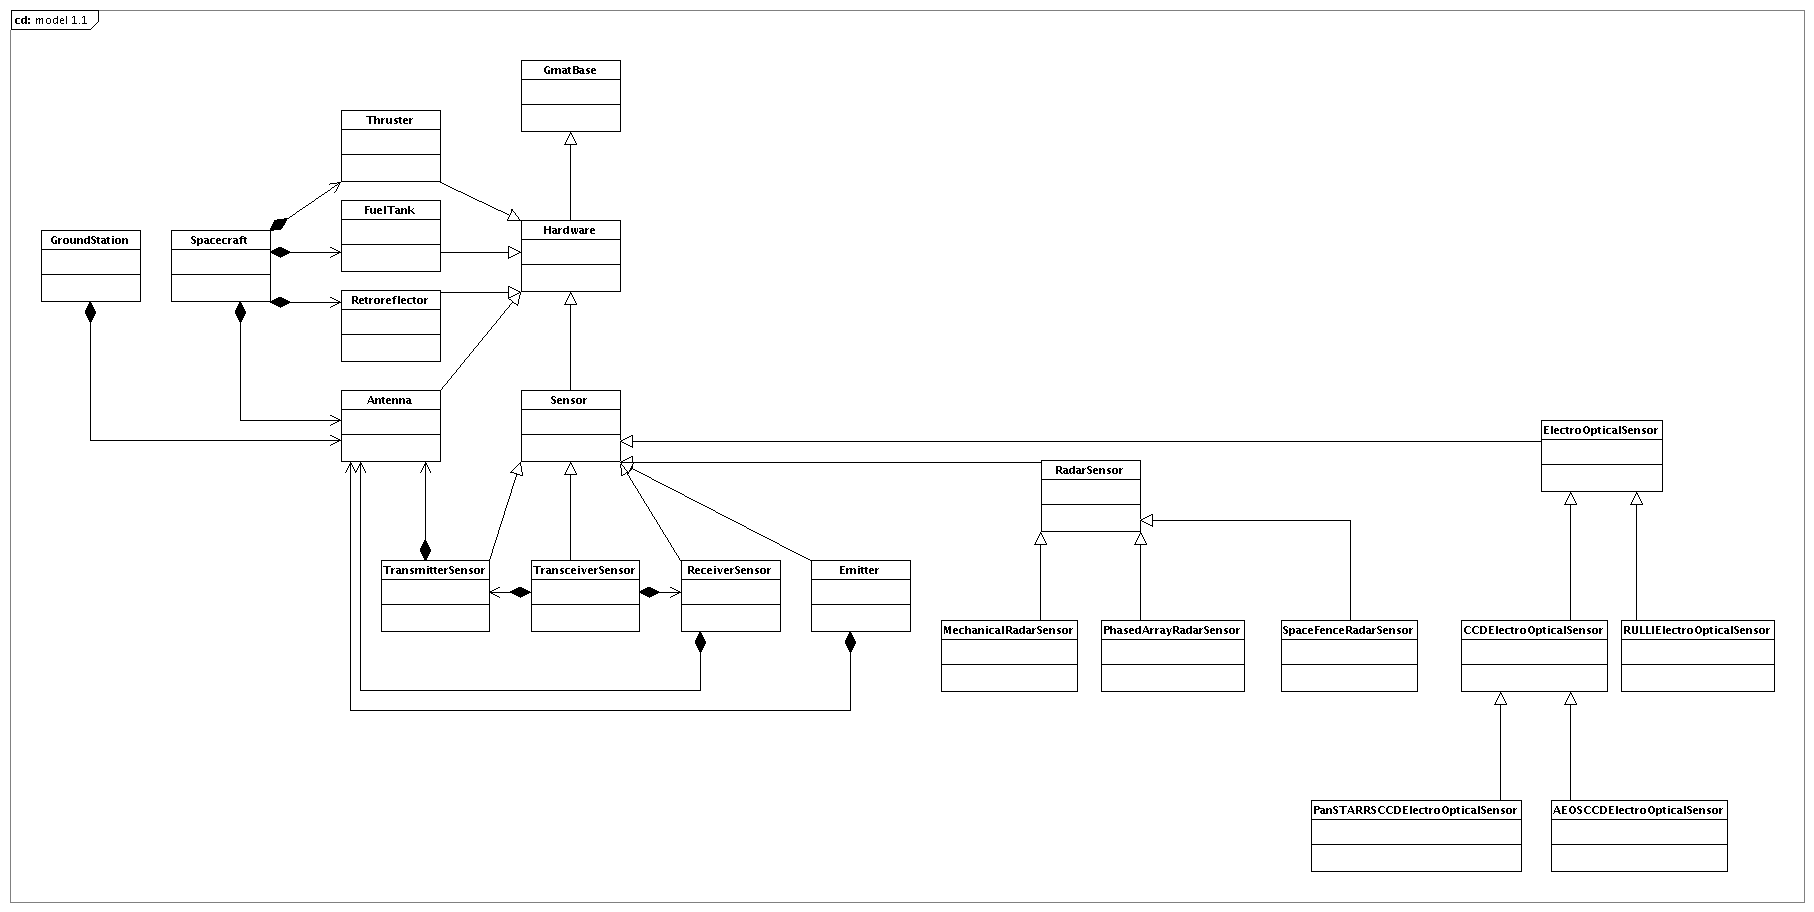 cd: model 1.1
GmatBase
Thruster
FuelTank
GroundStation
Spacecraft
Hardware
Retroreflector
Antenna
Sensor
ElectroOpticalSensor
RadarSensor
TransmitterSensor
TransceiverSensor
ReceiverSensor
Emitter
MechanicalRadarSensor
PhasedArrayRadarSensor
SpaceFenceRadarSensor
CCDElectroOpticalSensor
RULLIElectroOpticalSensor
PanSTARRSCCDElectroOpticalSensor
AEOSCCDElectroOpticalSensor